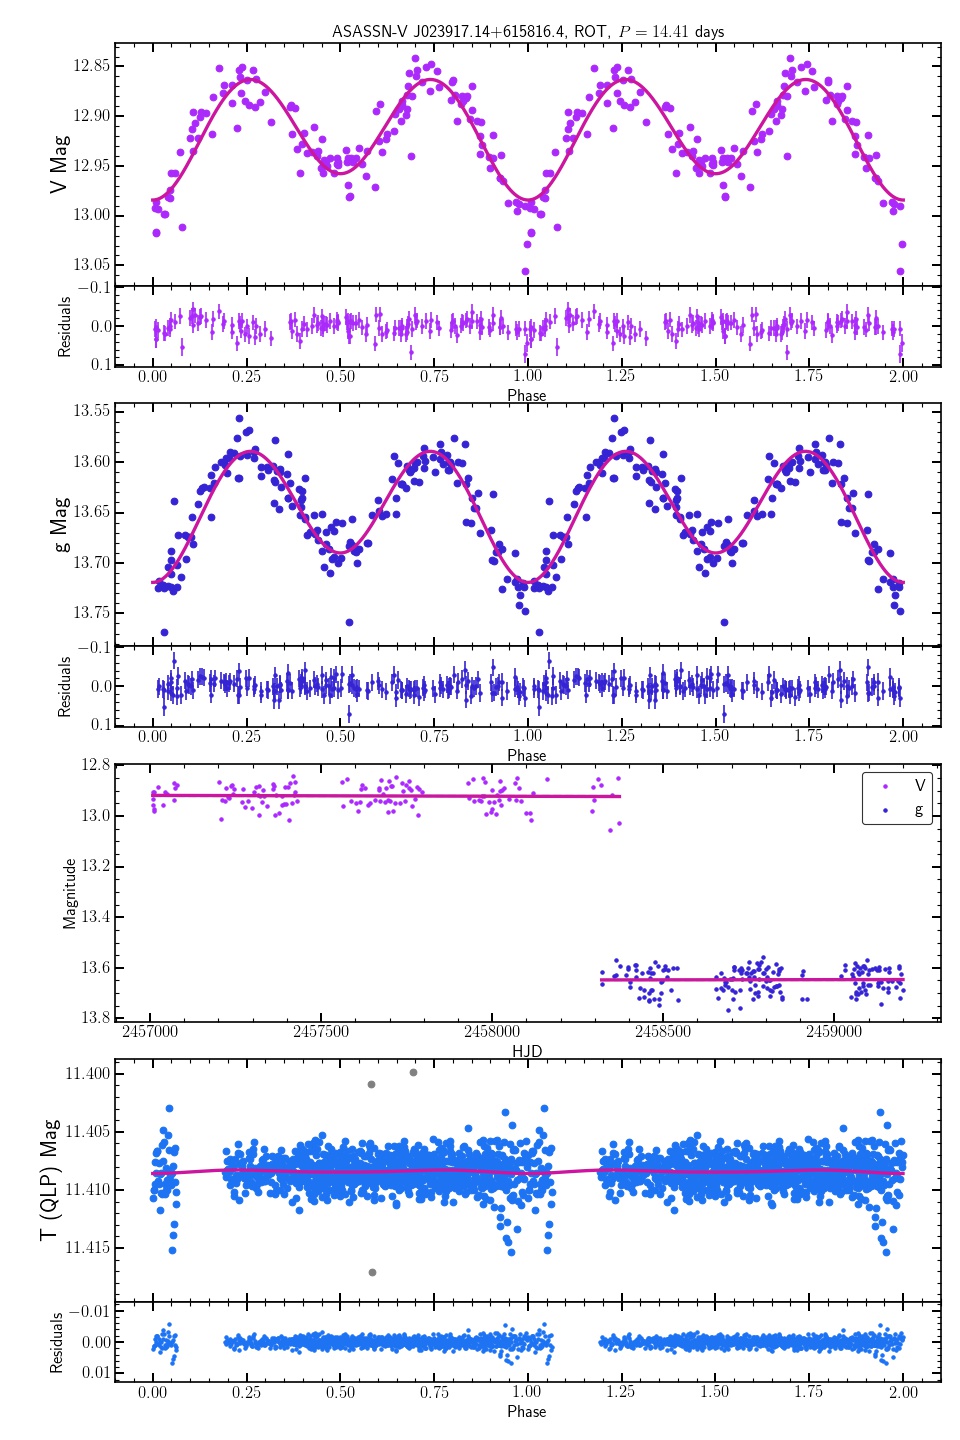 ASASSN-V J023917.14+615816.4, ROT, P = 14.41 days
V Mag
12.85
12.90
12.95
13.00
13.05
Residuals
−0.1
0.0
0.1
0.00 0.25 0.50 0.75 1.00 1.25 1.50 1.75 2.00
Phase
g Mag
13.55
13.60
13.65
13.70
13.75
Residuals
−0.1
0.0
0.1
0.00 0.25 0.50 0.75 1.00 1.25 1.50 1.75 2.00
Phase
Magnitude
12.8
13.0
13.2
13.4
13.6
13.8
V
g
2457000 2457500 2458000 2458500 2459000
HJD
T (QLP) Mag
11.400
11.405
11.410
11.415
Residuals
−0.01
0.00
0.01
0.00 0.25 0.50 0.75 1.00 1.25 1.50 1.75 2.00
Phase